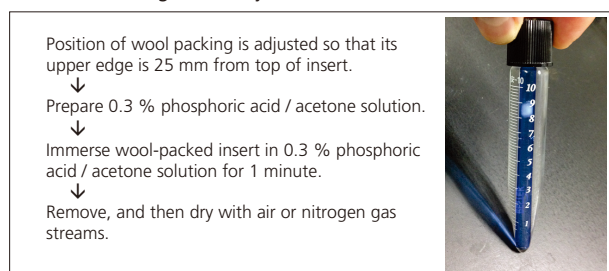 Position of wool packing is adjusted so that its
upper edge is 25 mm from top of insert.
↓
Prepare 0.3 % phosphoric acid / acetone solution.
↓
Immerse wool-packed insert in 0.3 % phosphoric
acid / acetone solution for 1 minute.
↓
Remove, and then dry with air or nitrogen gas
streams.
10
9
8
7
6
5
4
3
2
1